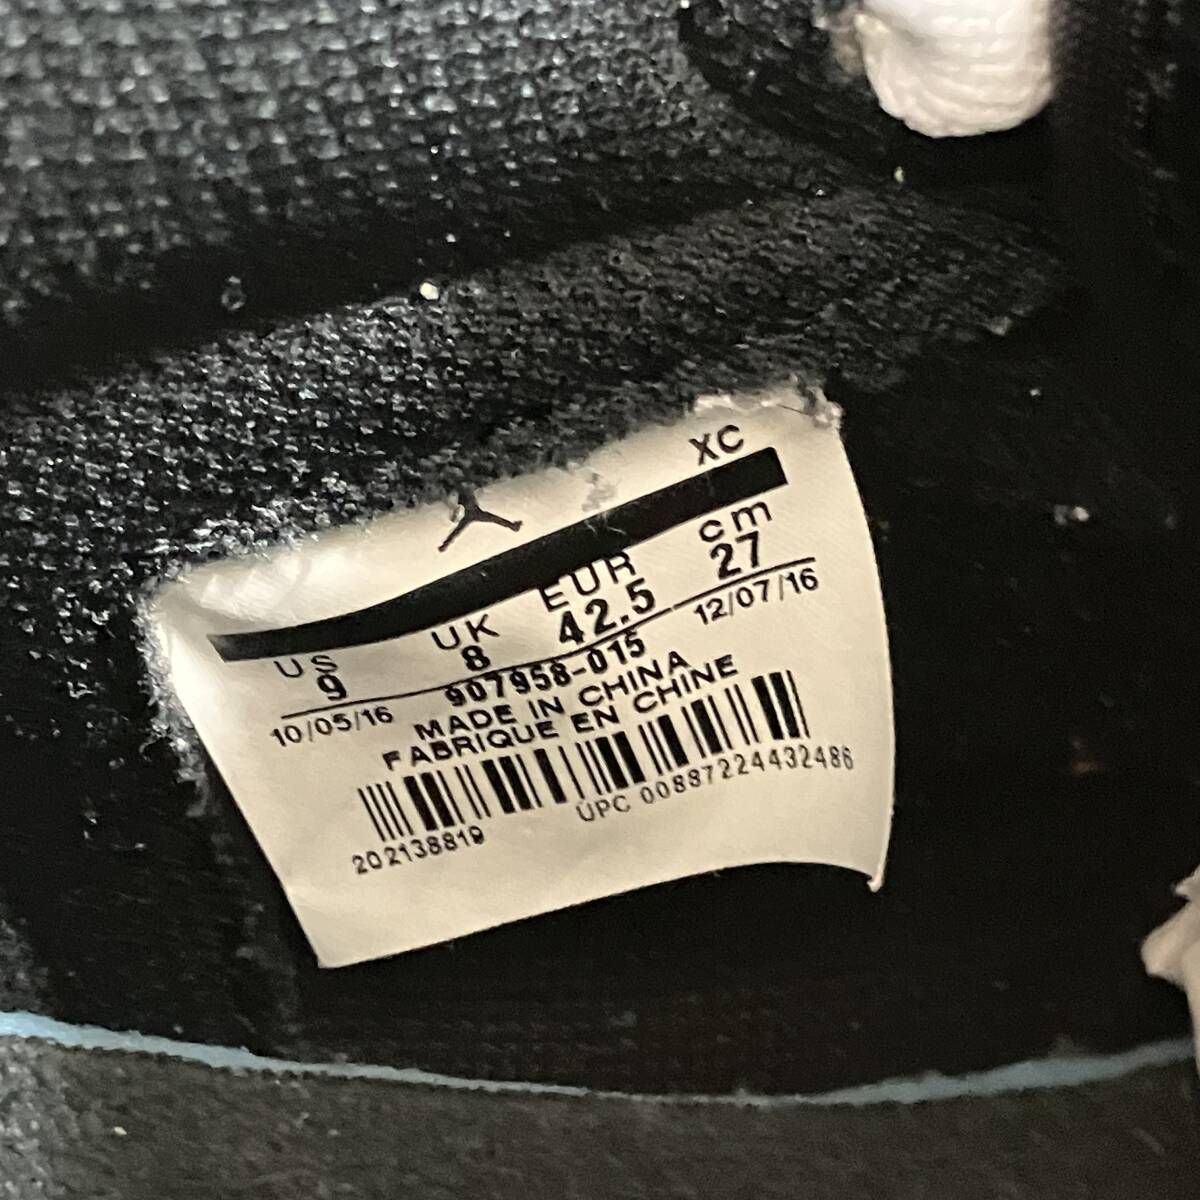 XC
US UK EUR cm
9 8 42.5 27
10/05/16 907958-015 12/07/16
MADE IN CHINA
FABRIQUE EN CHINE
202138819 UPC 00887224432486